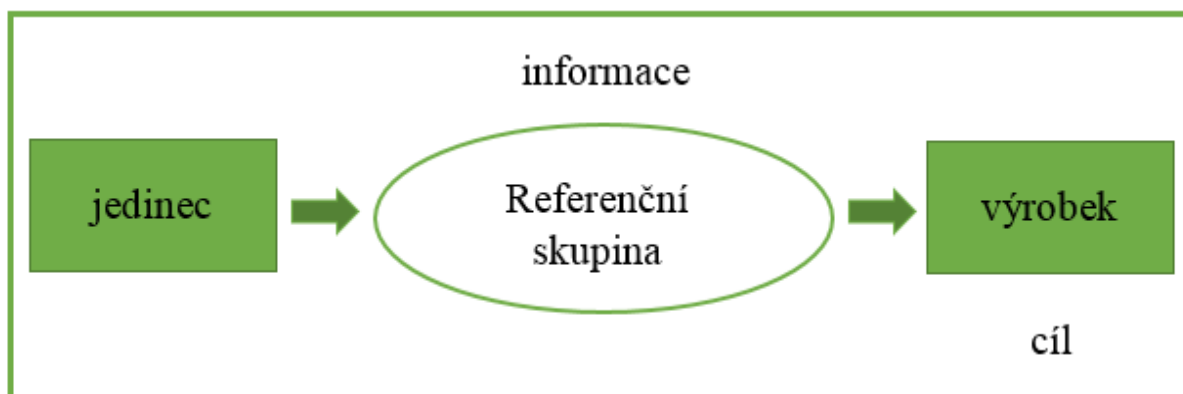 informace
jedinec
Referenční
skupina
výrobek
cíl